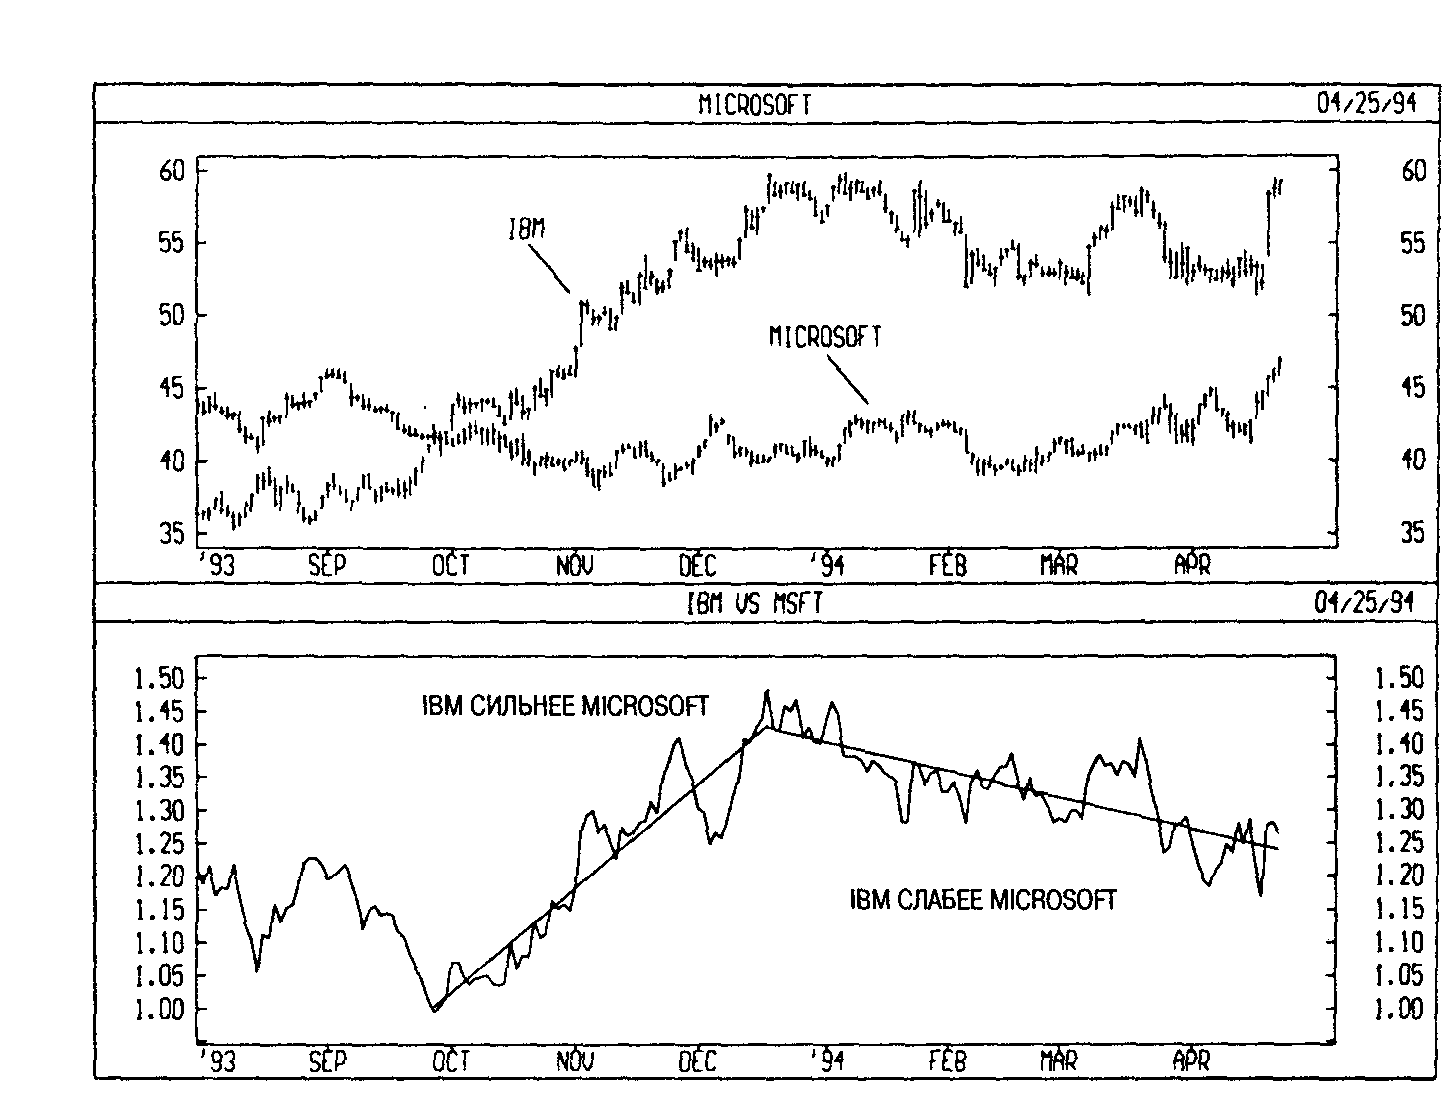 MICROSOFT 04/25/94
60 60
IBM
55 55
50 50
MICROSOFT
45 45
40 40
35 35
'93 SEP OCT NOV DEC '94 FEB MAR APR
IBM VS MSFT 04/25/94
1.50 1.50
IBM СИЛЬНЕЕ MICROSOFT
1.45 1.45
1.40 1.40
1.35 1.35
1.30 1.30
1.25 1.25
1.20 1.20
IBM СЛАБЕЕ MICROSOFT
1.15 1.15
1.10 1.10
1.05 1.05
1.00 1.00
'93 SEP OCT NOV DEC '94 FEB MAR APR